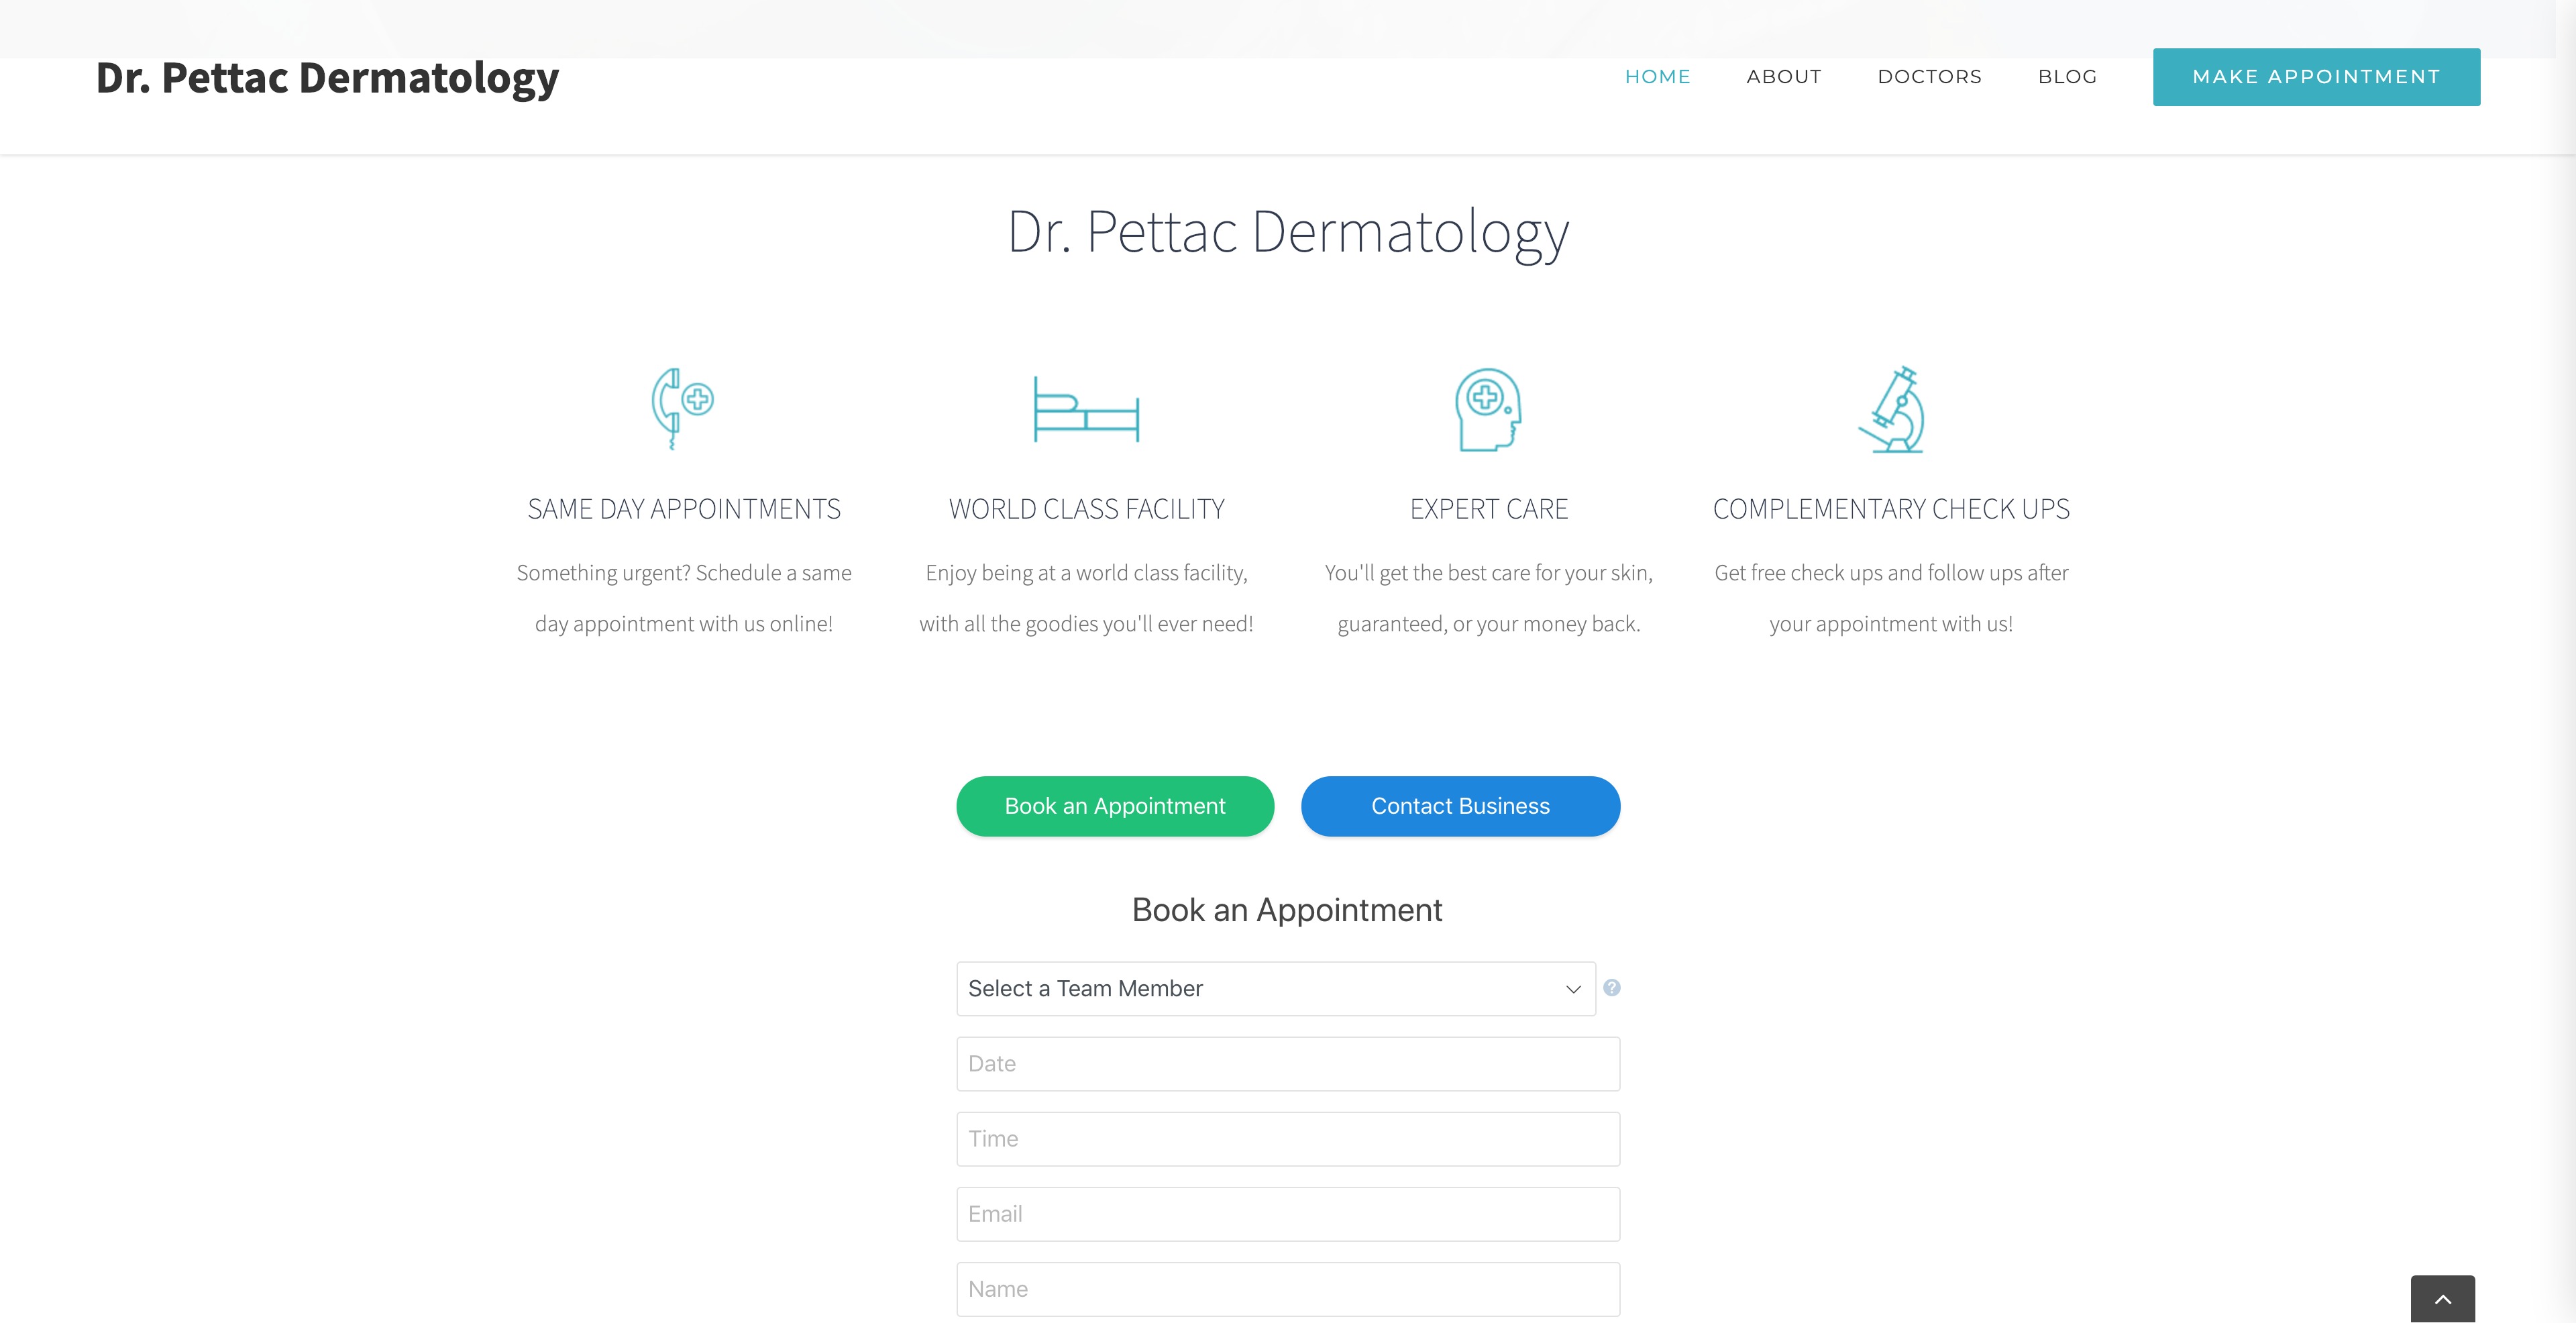 Dr. Pettac Dermatology
HOME
ABOUT
DOCTORS
BLOG
MAKE APPOINTMENT
Dr. Pettac Dermatology
SAME DAY APPOINTMENTS
Something urgent? Schedule a same
day appointment with us online!
WORLD CLASS FACILITY
Enjoy being at a world class facility,
with all the goodies you'll ever need!
EXPERT CARE
You'll get the best care for your skin,
guaranteed, or your money back.
COMPLEMENTARY CHECK UPS
Get free check ups and follow ups after
your appointment with us!
Book an Appointment
Contact Business
Book an Appointment
Select a Team Member
?
Date
Time
Email
Name